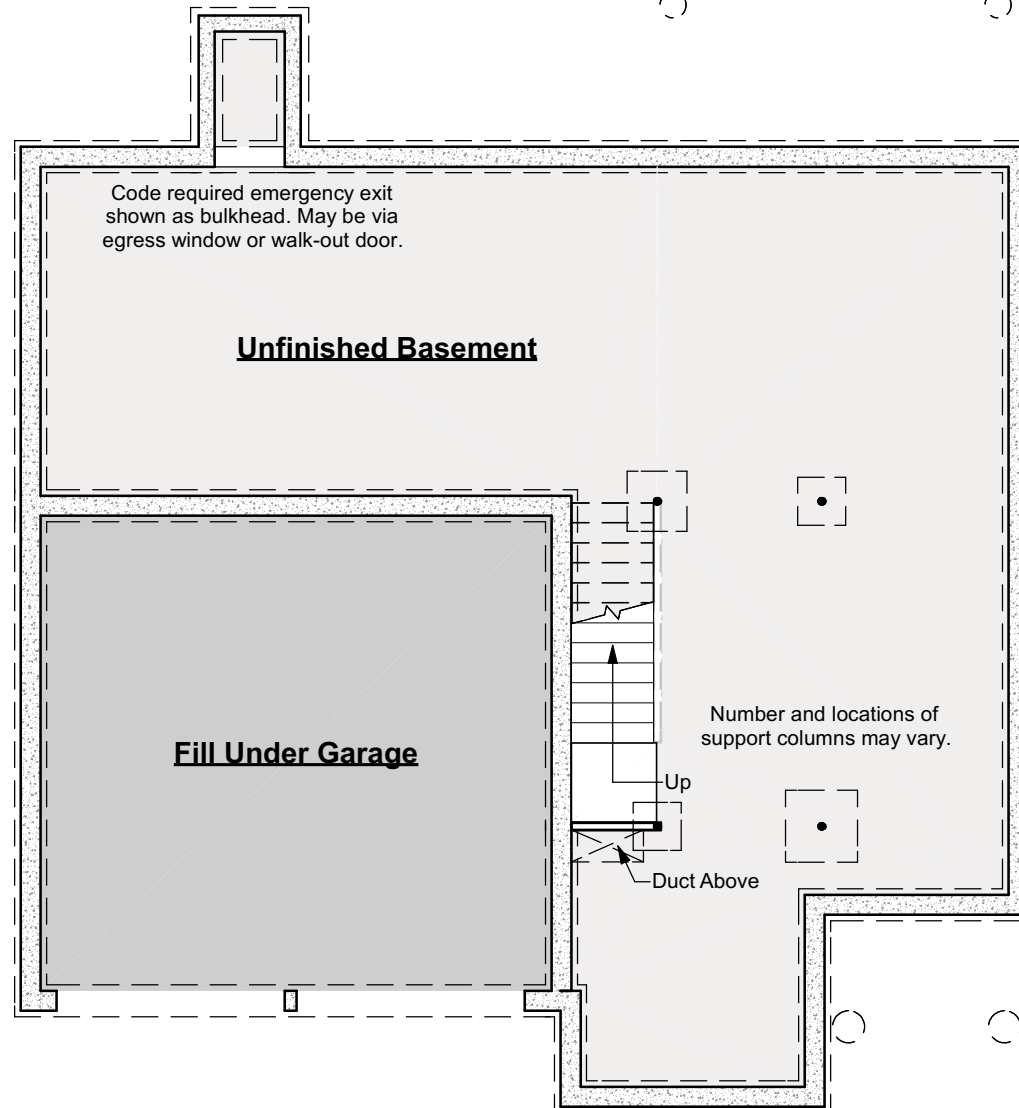 Code required emergency exit
shown as bulkhead. May be via
egress window or walk-out door.
Unfinished Basement
Number and locations of
support columns may vary.
Fill Under Garage
Up
Duct Above